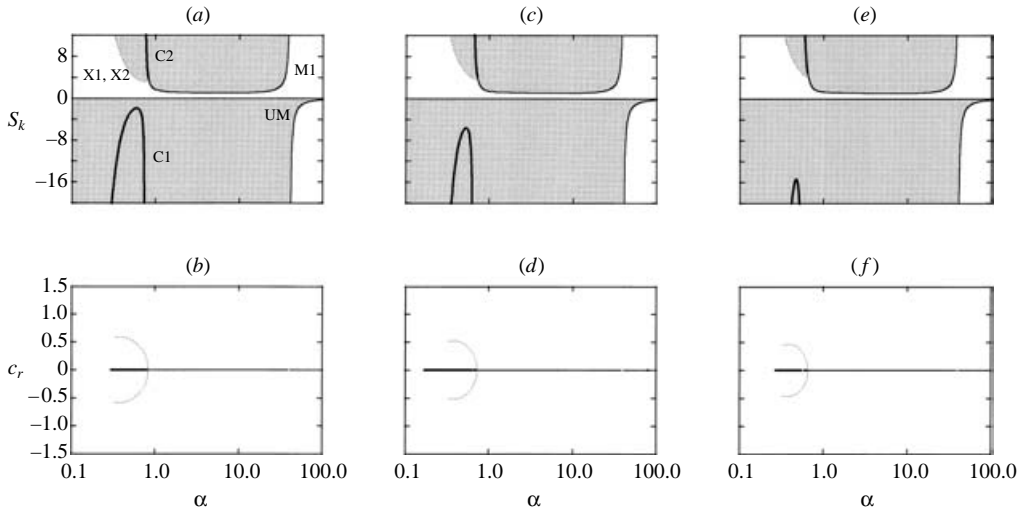 (a) (c) (e)
8
0
−8
−16
S_k
X1, X2
C2
M1
UM
C1
(b) (d) (f)
1.5
1.0
0.5
0
−0.5
−1.0
−1.5
c_r
0.1 1.0 10.0 100.0 0.1 1.0 10.0 100.0 0.1 1.0 10.0 100.0
α α α